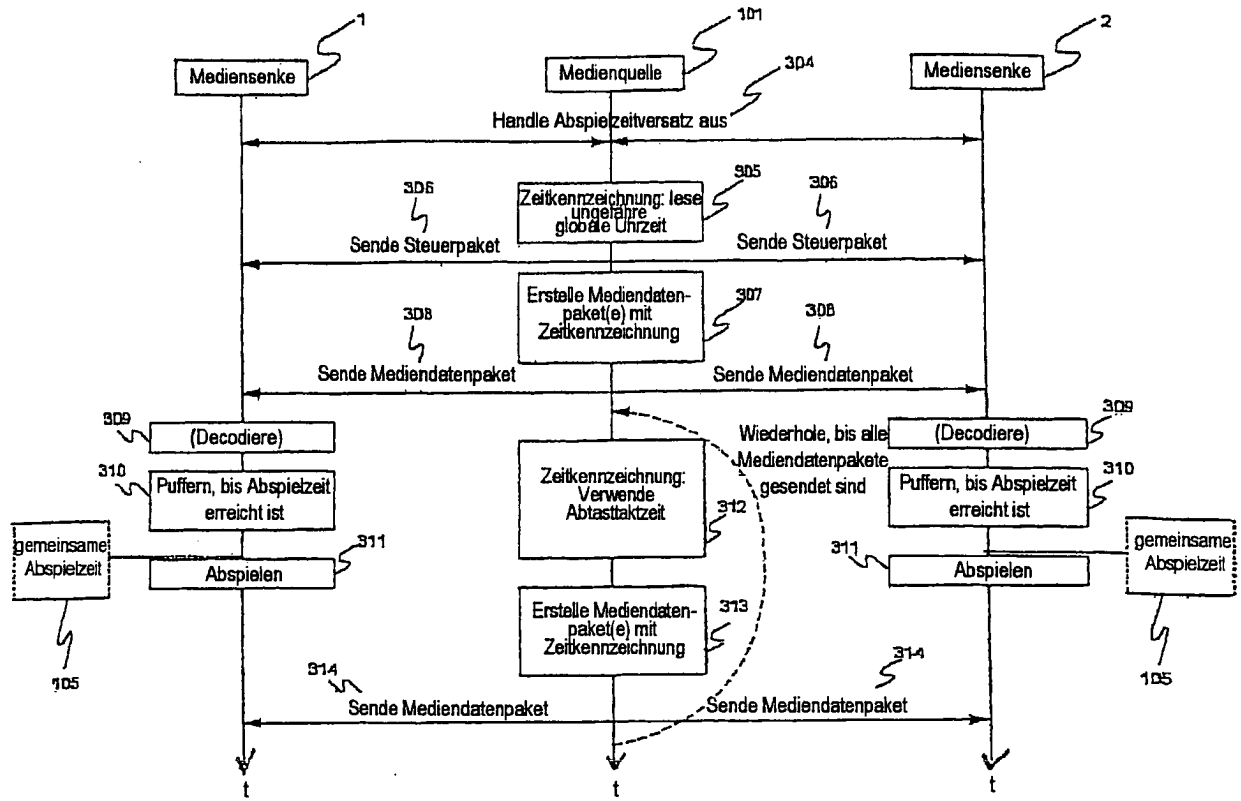 1
101
2
Mediensenke
Medienquelle
Mediensenke
304
Handle Abspielzeitversatz aus
305
Zeitkennzeichnung: lese
ungefähre
globale Uhrzeit
306
306
Sende Steuerpaket
Sende Steuerpaket
Erstelle Mediendaten-
paket(e) mit
Zeitkennzeichnung
307
308
308
Sende Mediendatenpaket
Sende Mediendatenpaket
309
(Decodiere)
Wiederhole, bis alle
Mediendatenpakete
gesendet sind
(Decodiere)
309
310
Puffern, bis Abspielzeit
erreicht ist
Zeitkennzeichnung:
Verwende
Abtasttaktzeit
312
Puffern, bis Abspielzeit
erreicht ist
310
gemeinsame
Abspielzeit
311
Abspielen
311
Abspielen
gemeinsame
Abspielzeit
Erstelle Mediendaten-
paket(e) mit
Zeitkennzeichnung
313
105
105
314
314
Sende Mediendatenpaket
Sende Mediendatenpaket
t
t
t